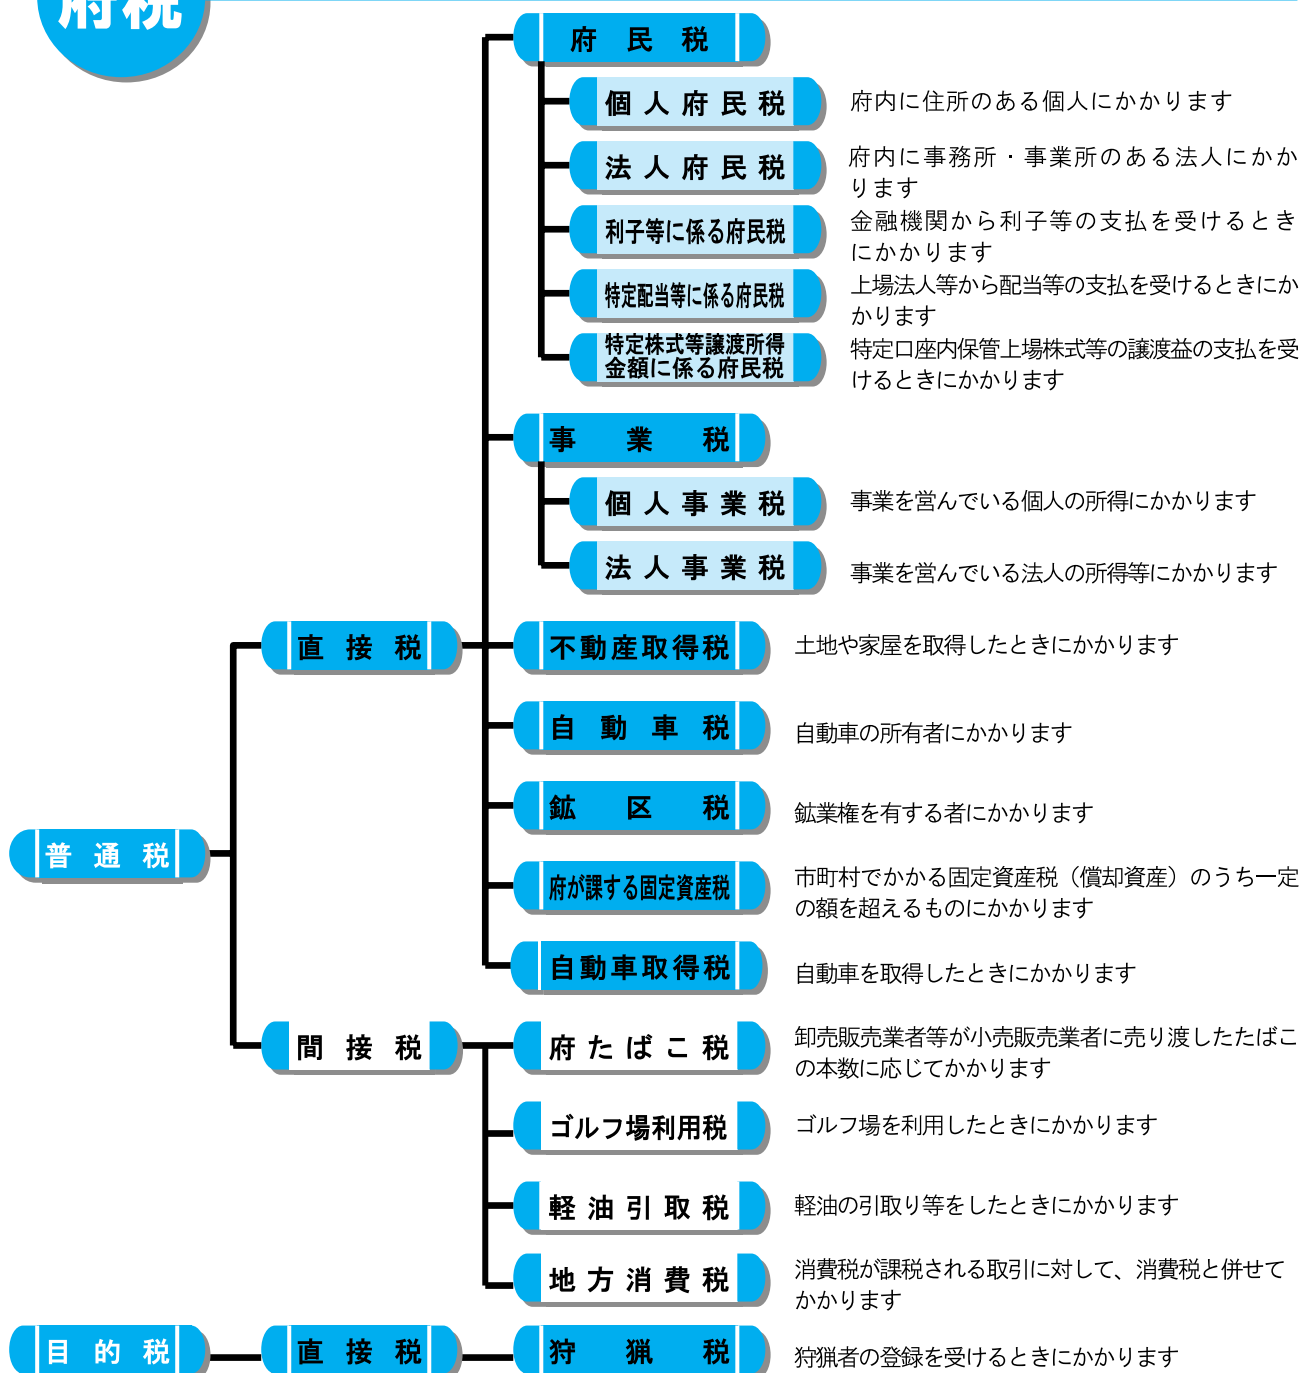 府税
府民税
個人府民税
府内に住所のある個人にかかります
法人府民税
府内に事務所・事業所のある法人にかか
ります
利子等に係る府民税
金融機関から利子等の支払を受けるとき
にかかります
特定配当等に係る府民税
上場法人等から配当等の支払を受けるときにか
かります
特定株式等譲渡所得
金額に係る府民税
特定口座内保管上場株式等の譲渡益の支払を受
けるときにかかります
事業税
個人事業税
事業を営んでいる個人の所得にかかります
法人事業税
事業を営んでいる法人の所得等にかかります
普通税
直接税
不動産取得税
土地や家屋を取得したときにかかります
自動車税
自動車の所有者にかかります
鉱区税
鉱業権を有する者にかかります
府が課する固定資産税
市町村でかかる固定資産税（償却資産）のうち一定
の額を超えるものにかかります
自動車取得税
自動車を取得したときにかかります
間接税
府たばこ税
卸売販売業者等が小売販売業者に売り渡したたばこ
の本数に応じてかかります
ゴルフ場利用税
ゴルフ場を利用したときにかかります
軽油引取税
軽油の引取り等をしたときにかかります
地方消費税
消費税が課税される取引に対して、消費税と併せて
かかります
目的税
直接税
狩猟税
狩猟者の登録を受けるときにかかります